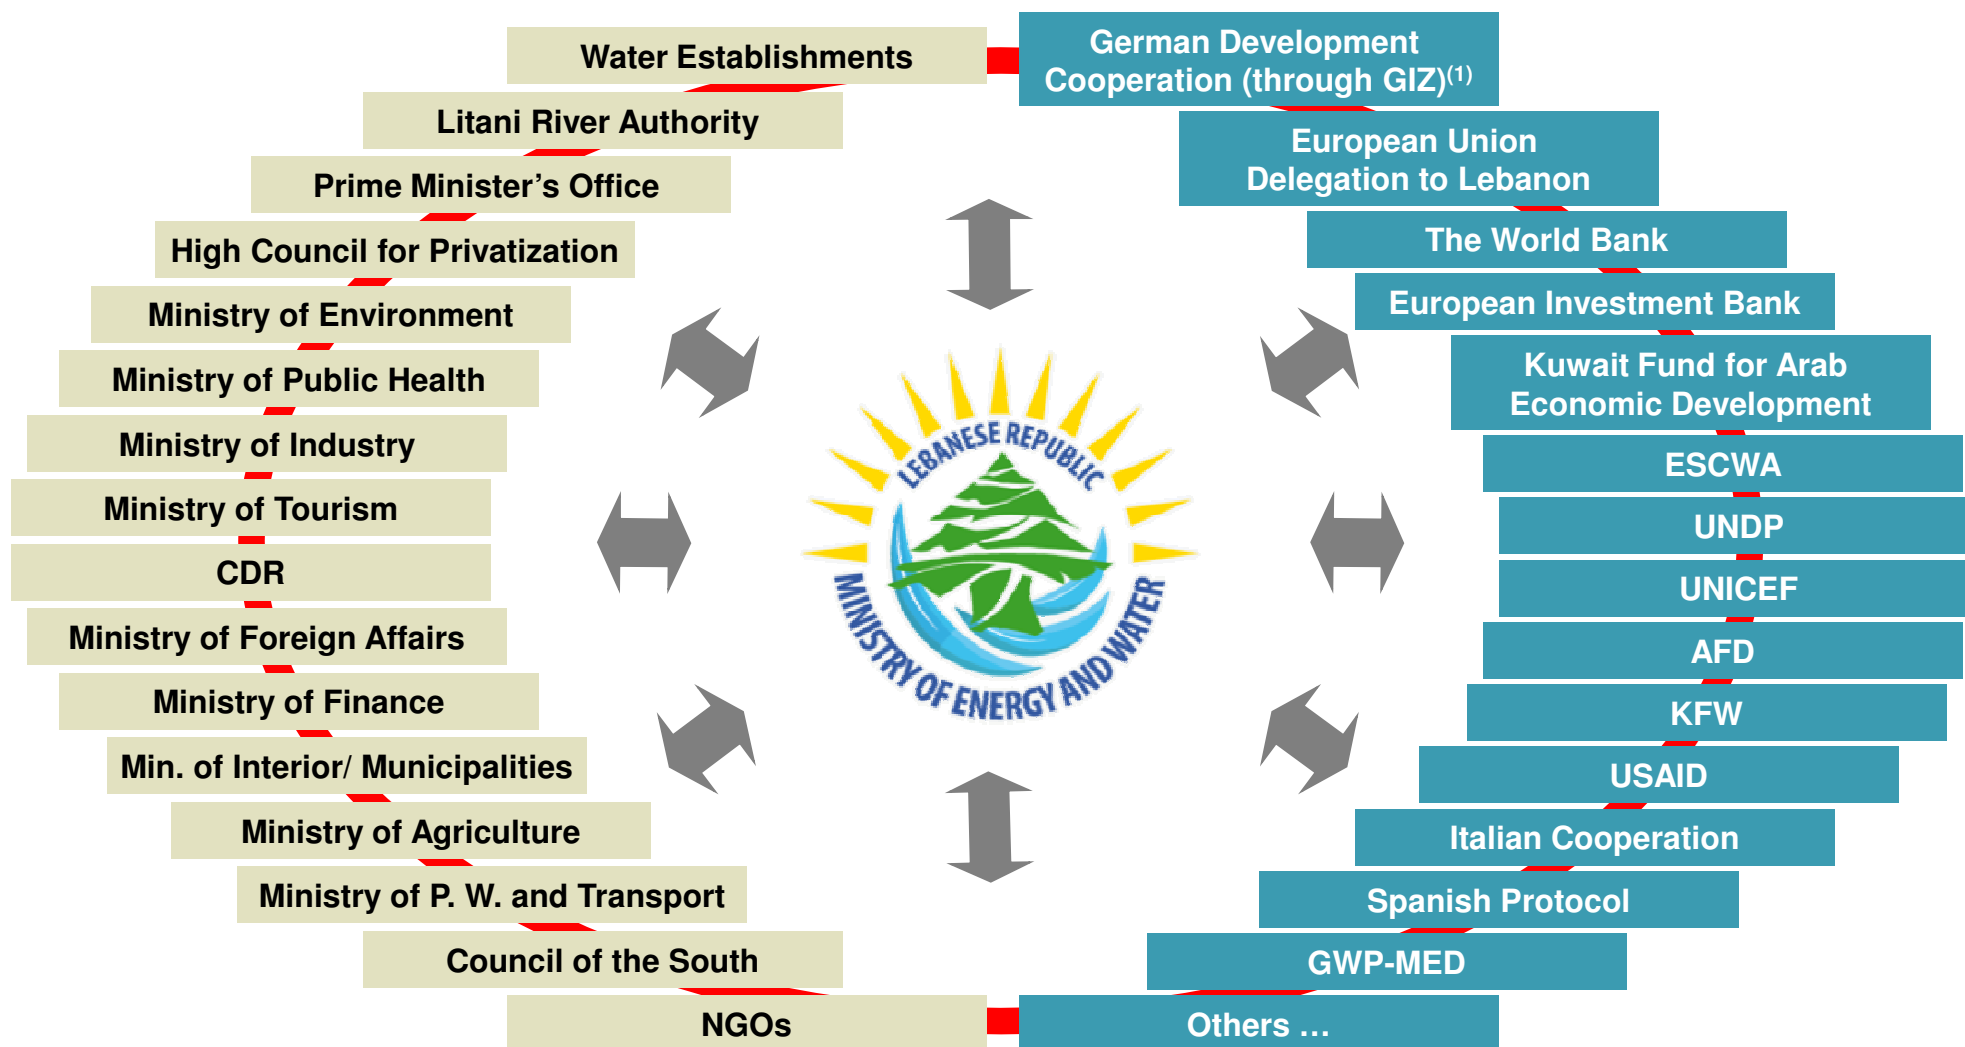 Water Establishments
Litani River Authority
Prime Minister’s Office
High Council for Privatization
Ministry of Environment
Ministry of Public Health
Ministry of Industry
Ministry of Tourism
CDR
Ministry of Foreign Affairs
Ministry of Finance
Min. of Interior/ Municipalities
Ministry of Agriculture
Ministry of P. W. and Transport
Council of the South
NGOs
LEBANESE REPUBLIC
MINISTRY OF ENERGY AND WATER
German Development
Cooperation (through GIZ)⁽¹⁾
European Union
Delegation to Lebanon
The World Bank
European Investment Bank
Kuwait Fund for Arab
Economic Development
ESCWA
UNDP
UNICEF
AFD
KFW
USAID
Italian Cooperation
Spanish Protocol
GWP-MED
Others …